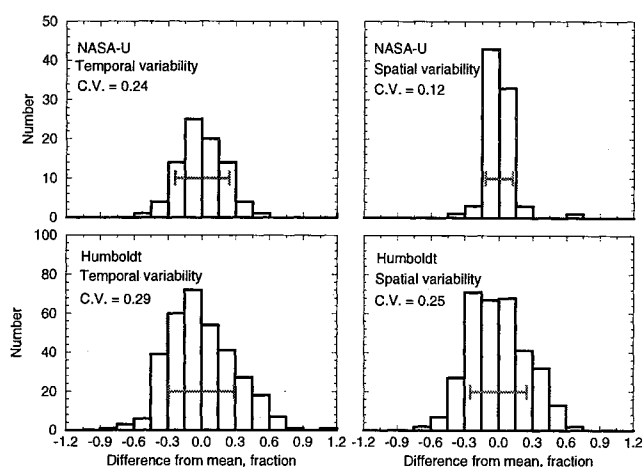 50
40
30
20
10
0
Number
NASA-U
Temporal variability
C.V. = 0.24
NASA-U
Spatial variability
C.V. = 0.12
100
80
60
40
20
0
Number
Humboldt
Temporal variability
C.V. = 0.29
Humboldt
Spatial variability
C.V. = 0.25
-1.2 -0.9 -0.6 -0.3 0.0 0.3 0.6 0.9 1.2
-1.2 -0.9 -0.6 -0.3 0.0 0.3 0.6 0.9 1.2
Difference from mean, fraction
Difference from mean, fraction